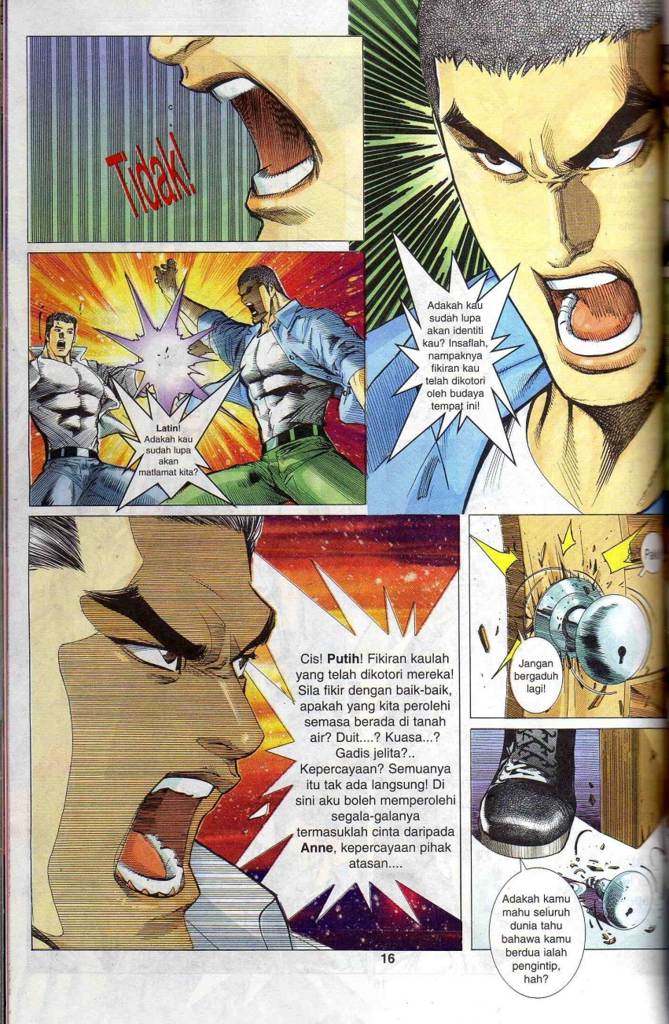 Tidak!
Adakah kau
sudah lupa
akan identiti
kau? Insaflah,
nampaknya
fikiran kau
telah dikotori
oleh budaya
tempat ini!
Latin!
Adakah kau
sudah lupa
akan
matlamat kita?
Cis! Putih! Fikiran kaulah
yang telah dikotori mereka!
Sila fikir dengan baik-baik,
apakah yang kita perolehi
semasa berada di tanah
air? Duit....? Kuasa...?
Gadis jelita?..
Kepercayaan? Semuanya
itu tak ada langsung! Di
sini aku boleh memperolehi
segala-galanya
termasuklah cinta daripada
Anne, kepercayaan pihak
atasan....
Jangan
bergaduh
lagi!
Adakah kamu
mahu seluruh
dunia tahu
bahawa kamu
berdua ialah
pengintip,
hah?
16